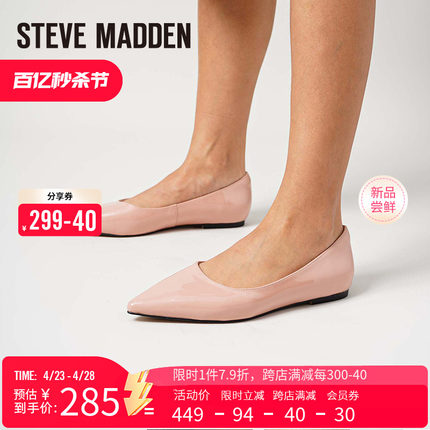 STEVE MADDEN
百亿秒杀节
分享券
¥299-40
新品
尝鲜
TIME: 4/23 - 4/28
限时1件7.9折，跨店满减每300-40
预估 ¥
到手价: 285 =
活动价 限时立减 跨店满减 会员券
449 - 94 - 40 - 30